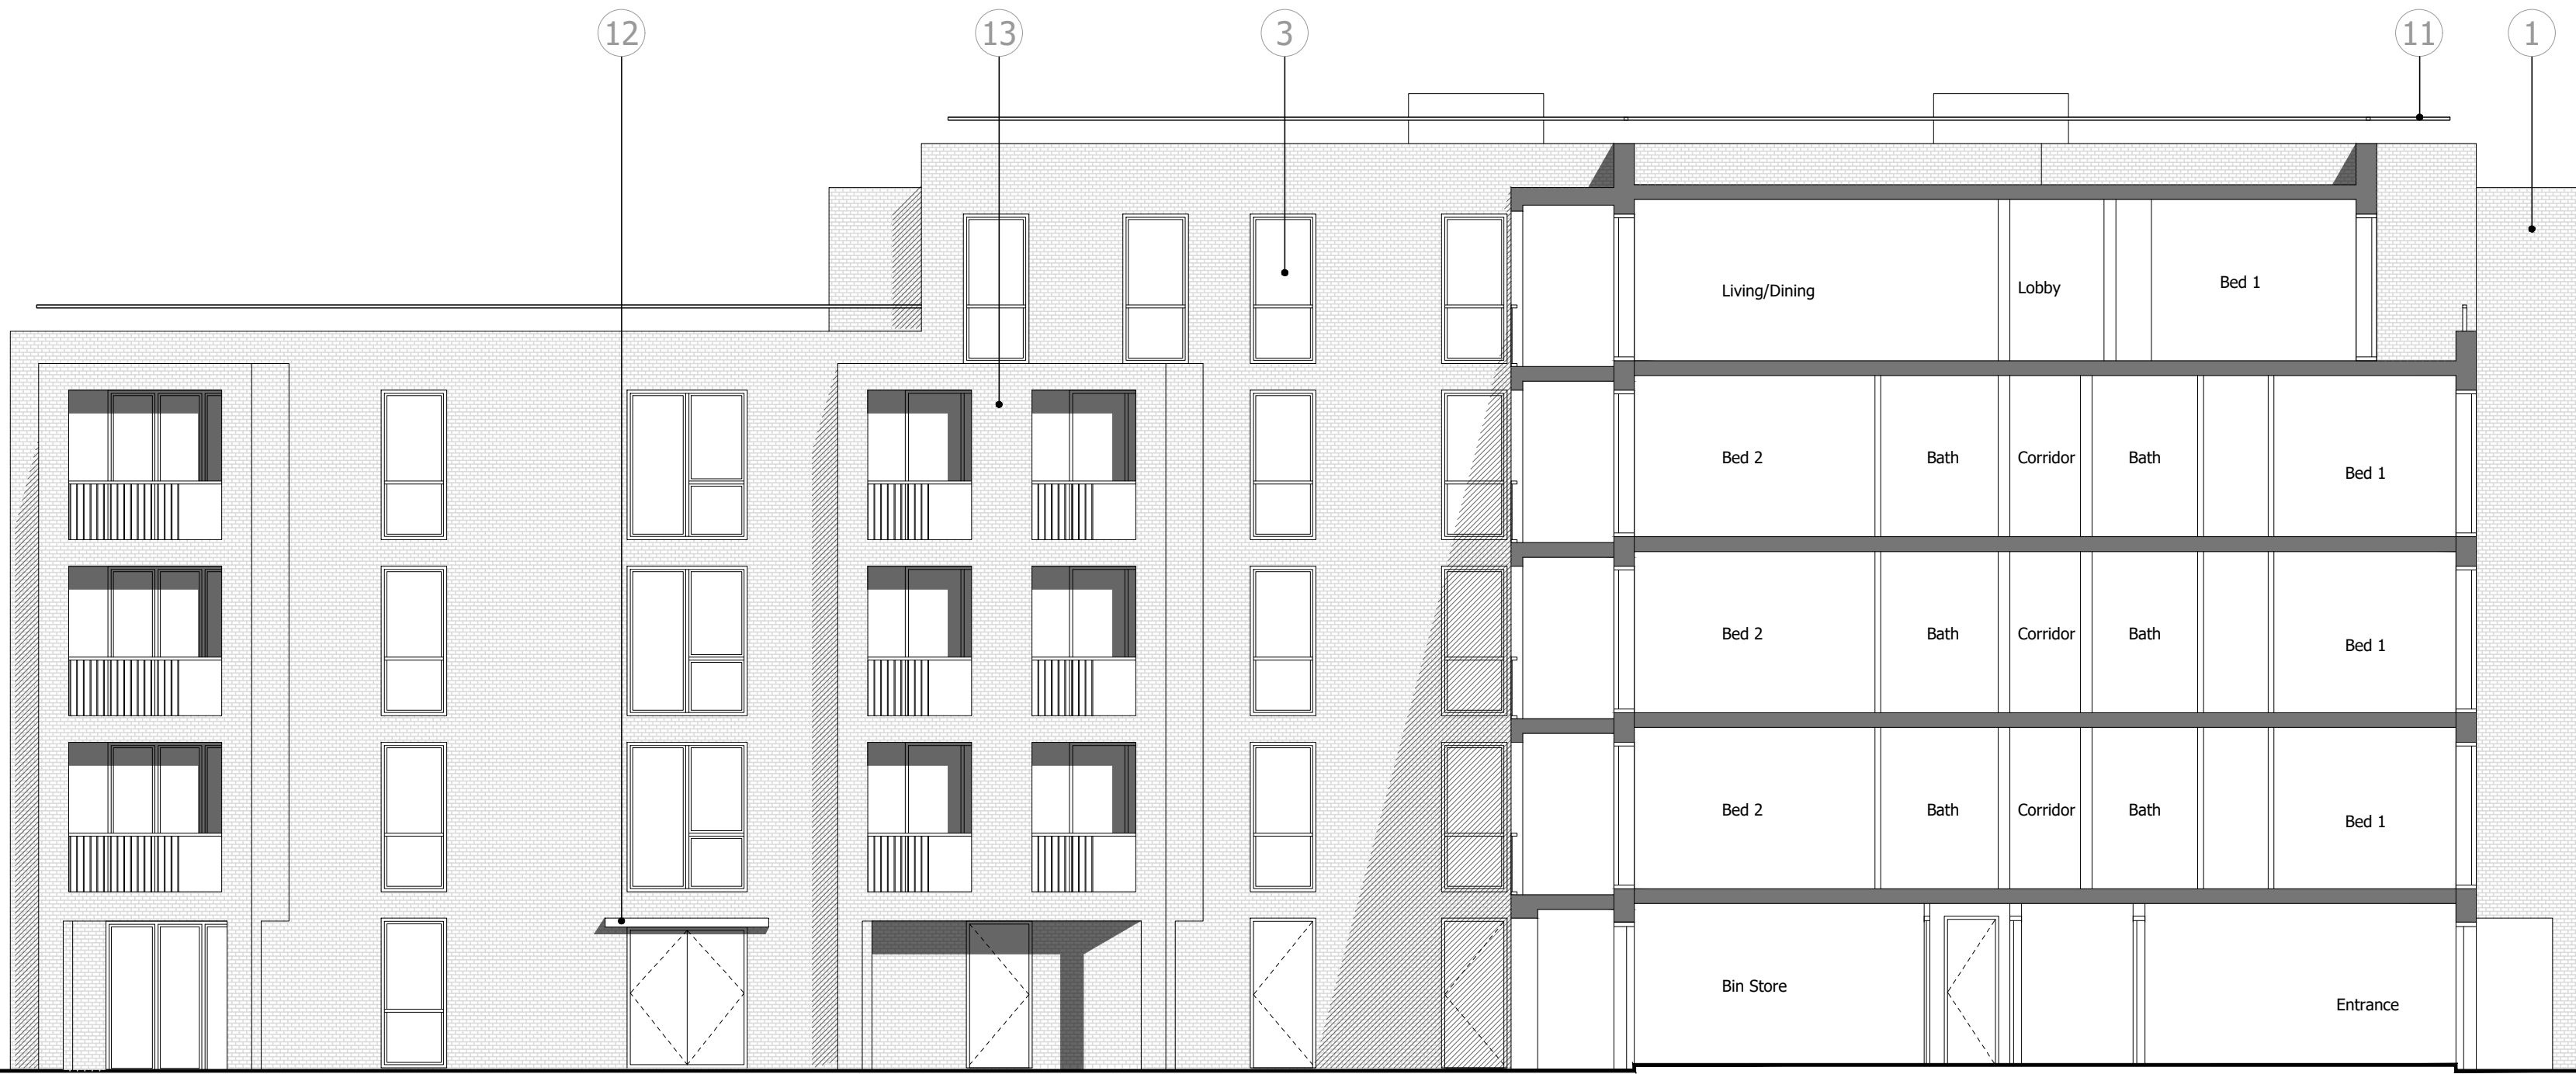 12 13 3 11 1
Living/Dining Lobby Bed 1
Bed 2 Bath Corridor Bath Bed 1
Bed 2 Bath Corridor Bath Bed 1
Bed 2 Bath Corridor Bath Bed 1
Bin Store Entrance